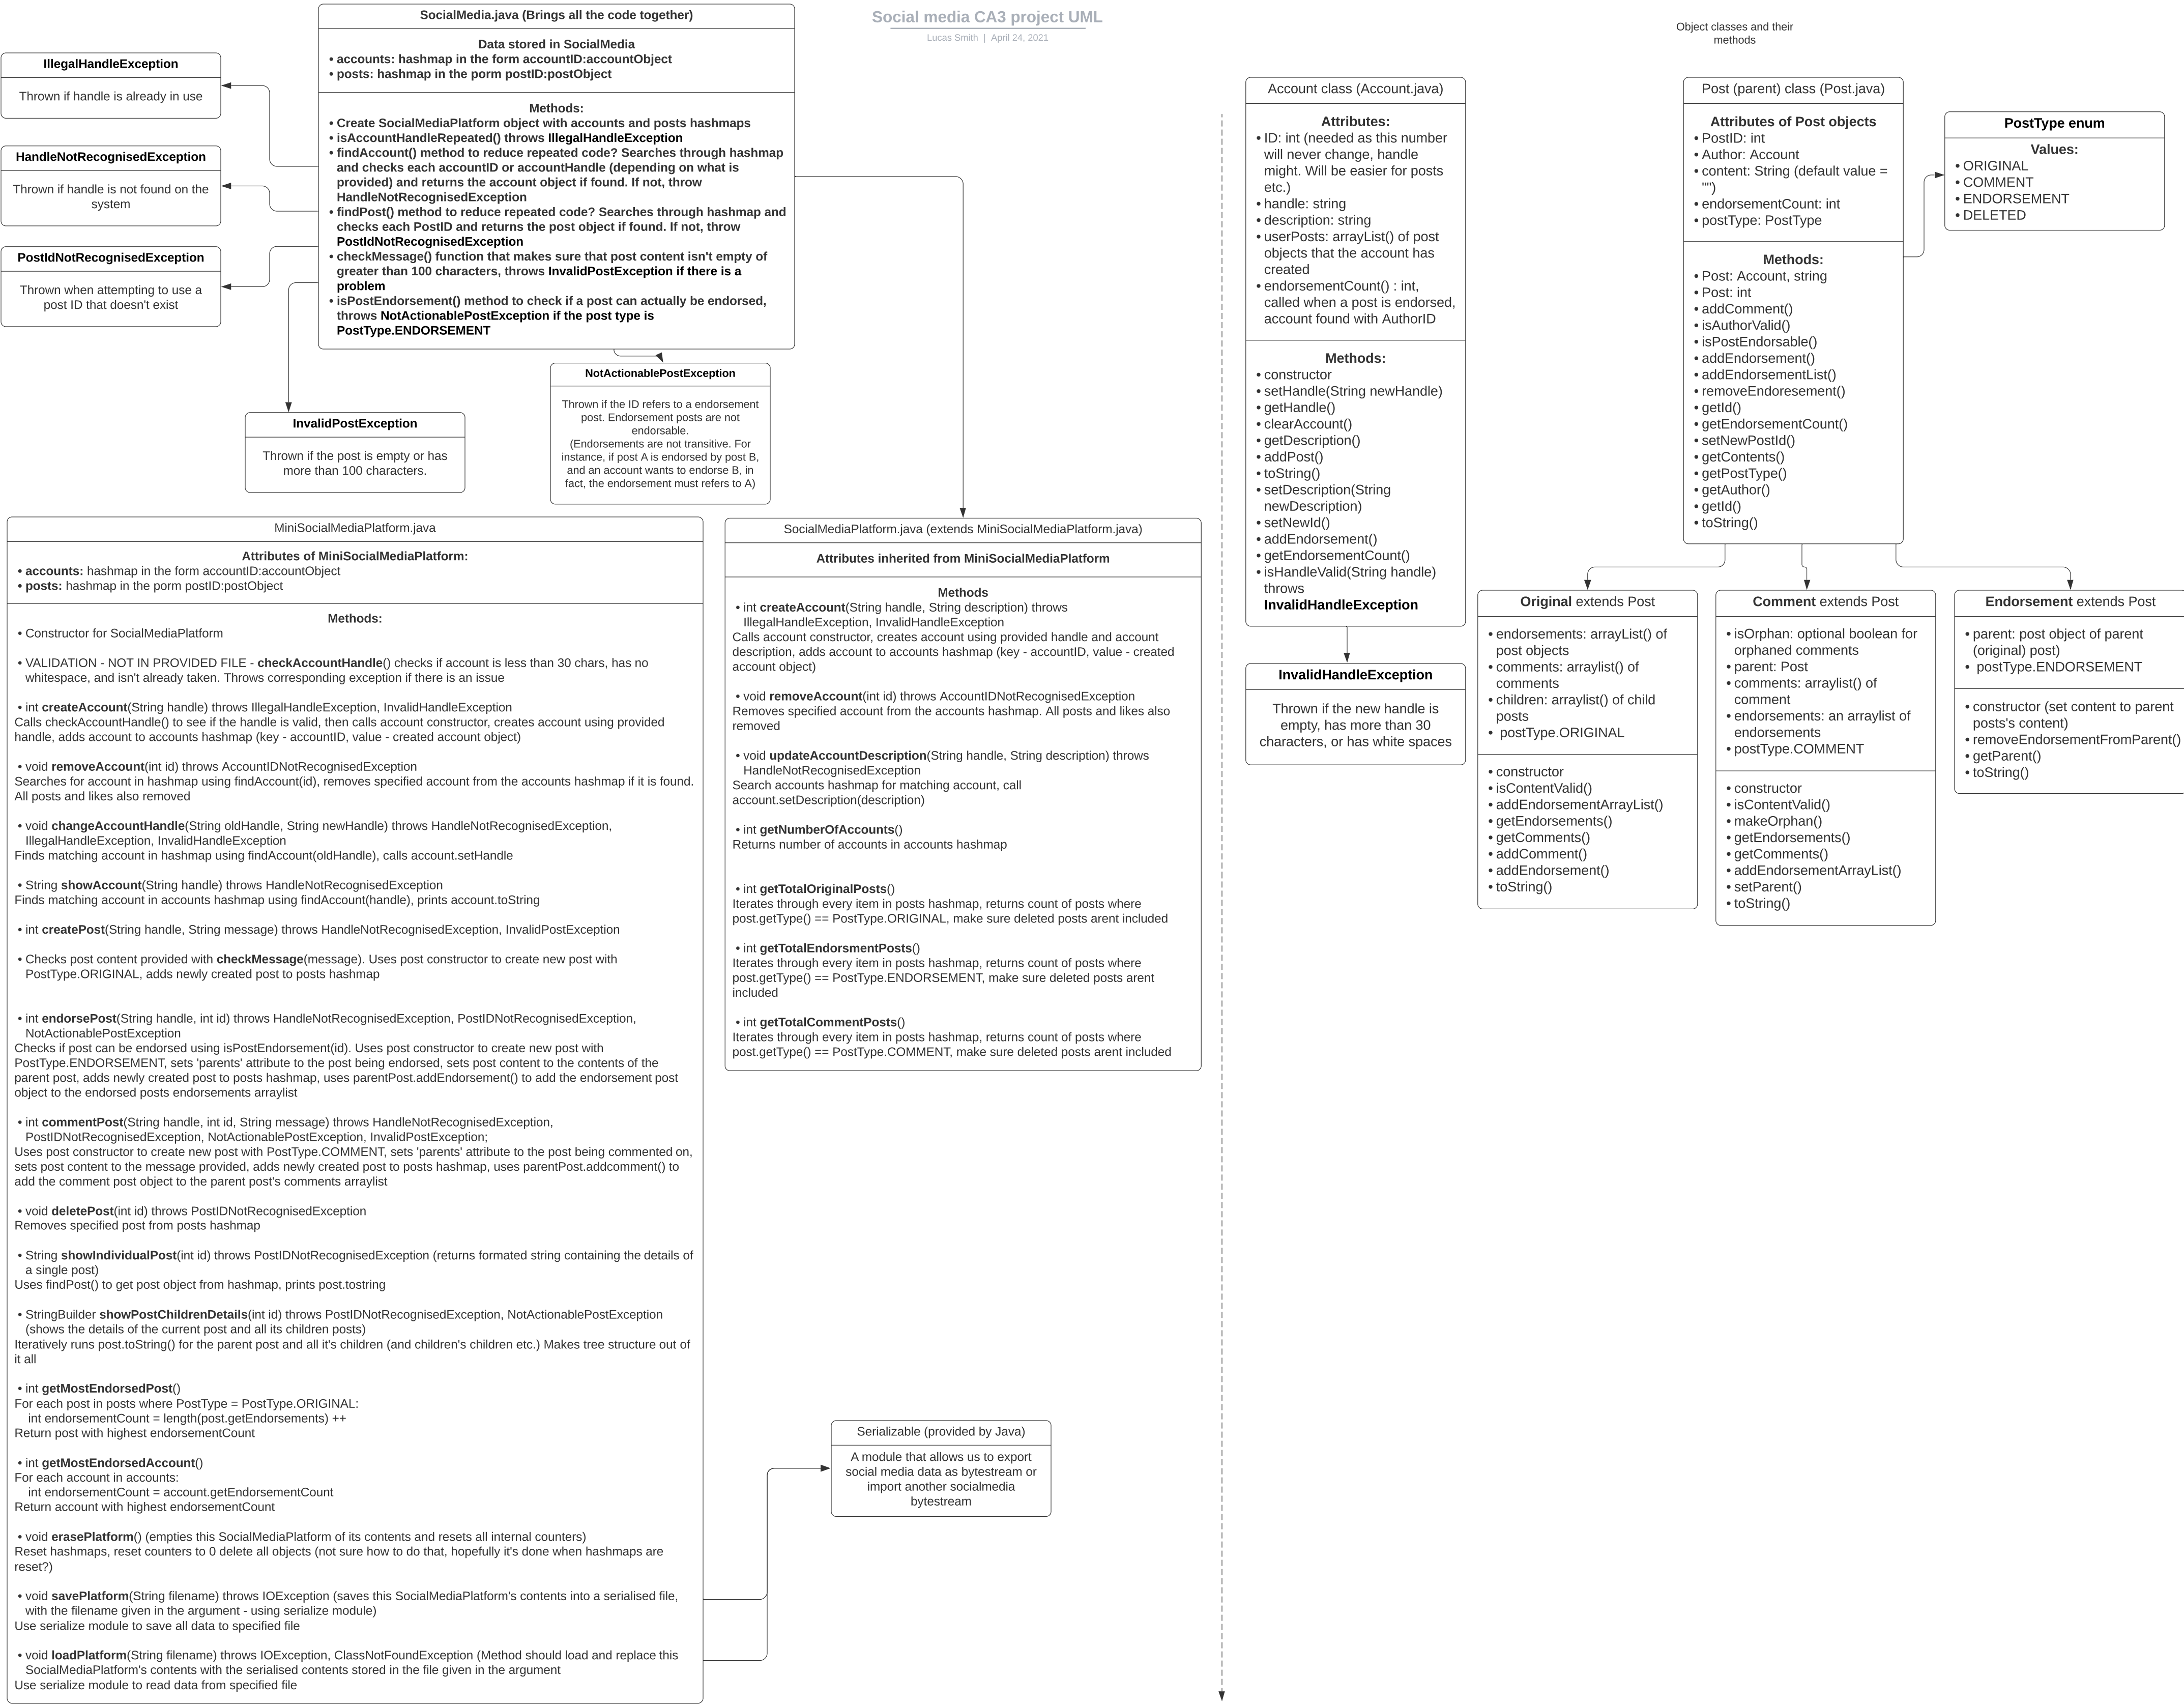 Social media CA3 project UML
Lucas Smith | April 24, 2021
Object classes and their
methods
SocialMedia.java (Brings all the code together)
Data stored in SocialMedia
• accounts: hashmap in the form accountID:accountObject
• posts: hashmap in the porm postID:postObject
Methods:
• Create SocialMediaPlatform object with accounts and posts hashmaps
• isAccountHandleRepeated() throws IllegalHandleException
• findAccount() method to reduce repeated code? Searches through hashmap
and checks each accountID or accountHandle (depending on what is
provided) and returns the account object if found. If not, throw
HandleNotRecognisedException
• findPost() method to reduce repeated code? Searches through hashmap and
checks each PostID and returns the post object if found. If not, throw
PostIdNotRecognisedException
• checkMessage() function that makes sure that post content isn't empty of
greater than 100 characters, throws InvalidPostException if there is a
problem
• isPostEndorsement() method to check if a post can actually be endorsed,
throws NotActionablePostException if the post type is
PostType.ENDORSEMENT
IllegalHandleException
Thrown if handle is already in use
HandleNotRecognisedException
Thrown if handle is not found on the
system
PostIdNotRecognisedException
Thrown when attempting to use a
post ID that doesn't exist
InvalidPostException
Thrown if the post is empty or has
more than 100 characters.
NotActionablePostException
Thrown if the ID refers to a endorsement
post. Endorsement posts are not
endorsable.
(Endorsements are not transitive. For
instance, if post A is endorsed by post B,
and an account wants to endorse B, in
fact, the endorsement must refers to A)
MiniSocialMediaPlatform.java
Attributes of MiniSocialMediaPlatform:
• accounts: hashmap in the form accountID:accountObject
• posts: hashmap in the porm postID:postObject
Methods:
• Constructor for SocialMediaPlatform
• VALIDATION - NOT IN PROVIDED FILE - checkAccountHandle() checks if account is less than 30 chars, has no
whitespace, and isn't already taken. Throws corresponding exception if there is an issue
• int createAccount(String handle) throws IllegalHandleException, InvalidHandleException
Calls checkAccountHandle() to see if the handle is valid, then calls account constructor, creates account using provided
handle, adds account to accounts hashmap (key - accountID, value - created account object)
• void removeAccount(int id) throws AccountIDNotRecognisedException
Searches for account in hashmap using findAccount(id), removes specified account from the accounts hashmap if it is found.
All posts and likes also removed
• void changeAccountHandle(String oldHandle, String newHandle) throws HandleNotRecognisedException,
IllegalHandleException, InvalidHandleException
Finds matching account in hashmap using findAccount(oldHandle), calls account.setHandle
• String showAccount(String handle) throws HandleNotRecognisedException
Finds matching account in accounts hashmap using findAccount(handle), prints account.toString
• int createPost(String handle, String message) throws HandleNotRecognisedException, InvalidPostException
• Checks post content provided with checkMessage(message). Uses post constructor to create new post with
PostType.ORIGINAL, adds newly created post to posts hashmap
• int endorsePost(String handle, int id) throws HandleNotRecognisedException, PostIDNotRecognisedException,
NotActionablePostException
Checks if post can be endorsed using isPostEndorsement(id). Uses post constructor to create new post with
PostType.ENDORSEMENT, sets 'parents' attribute to the post being endorsed, sets post content to the contents of the
parent post, adds newly created post to posts hashmap, uses parentPost.addEndorsement() to add the endorsement post
object to the endorsed posts endorsements arraylist
• int commentPost(String handle, int id, String message) throws HandleNotRecognisedException,
PostIDNotRecognisedException, NotActionablePostException, InvalidPostException;
Uses post constructor to create new post with PostType.COMMENT, sets 'parents' attribute to the post being commented on,
sets post content to the message provided, adds newly created post to posts hashmap, uses parentPost.addcomment() to
add the comment post object to the parent post's comments arraylist
• void deletePost(int id) throws PostIDNotRecognisedException
Removes specified post from posts hashmap
• String showIndividualPost(int id) throws PostIDNotRecognisedException (returns formated string containing the details of
a single post)
Uses findPost() to get post object from hashmap, prints post.tostring
• StringBuilder showPostChildrenDetails(int id) throws PostIDNotRecognisedException, NotActionablePostException
(shows the details of the current post and all its children posts)
Iteratively runs post.toString() for the parent post and all it's children (and children's children etc.) Makes tree structure out of
it all
• int getMostEndorsedPost()
For each post in posts where PostType = PostType.ORIGINAL:
int endorsementCount = length(post.getEndorsements) ++
Return post with highest endorsementCount
• int getMostEndorsedAccount()
For each account in accounts:
int endorsementCount = account.getEndorsementCount
Return account with highest endorsementCount
• void erasePlatform() (empties this SocialMediaPlatform of its contents and resets all internal counters)
Reset hashmaps, reset counters to 0 delete all objects (not sure how to do that, hopefully it's done when hashmaps are
reset?)
• void savePlatform(String filename) throws IOException (saves this SocialMediaPlatform's contents into a serialised file,
with the filename given in the argument - using serialize module)
Use serialize module to save all data to specified file
• void loadPlatform(String filename) throws IOException, ClassNotFoundException (Method should load and replace this
SocialMediaPlatform's contents with the serialised contents stored in the file given in the argument
Use serialize module to read data from specified file
SocialMediaPlatform.java (extends MiniSocialMediaPlatform.java)
Attributes inherited from MiniSocialMediaPlatform
Methods
• int createAccount(String handle, String description) throws
IllegalHandleException, InvalidHandleException
Calls account constructor, creates account using provided handle and account
description, adds account to accounts hashmap (key - accountID, value - created
account object)
• void removeAccount(int id) throws AccountIDNotRecognisedException
Removes specified account from the accounts hashmap. All posts and likes also
removed
• void updateAccountDescription(String handle, String description) throws
HandleNotRecognisedException
Search accounts hashmap for matching account, call
account.setDescription(description)
• int getNumberOfAccounts()
Returns number of accounts in accounts hashmap
• int getTotalOriginalPosts()
Iterates through every item in posts hashmap, returns count of posts where
post.getType() == PostType.ORIGINAL, make sure deleted posts arent included
• int getTotalEndorsmentPosts()
Iterates through every item in posts hashmap, returns count of posts where
post.getType() == PostType.ENDORSEMENT, make sure deleted posts arent
included
• int getTotalCommentPosts()
Iterates through every item in posts hashmap, returns count of posts where
post.getType() == PostType.COMMENT, make sure deleted posts arent included
Serializable (provided by Java)
A module that allows us to export
social media data as bytestream or
import another socialmedia
bytestream
Account class (Account.java)
Attributes:
• ID: int (needed as this number
will never change, handle
might. Will be easier for posts
etc.)
• handle: string
• description: string
• userPosts: arrayList() of post
objects that the account has
created
• endorsementCount() : int,
called when a post is endorsed,
account found with AuthorID
Methods:
• constructor
• setHandle(String newHandle)
• getHandle()
• clearAccount()
• getDescription()
• addPost()
• toString()
• setDescription(String
newDescription)
• setNewId()
• addEndorsement()
• getEndorsementCount()
• isHandleValid(String handle)
throws
InvalidHandleException
InvalidHandleException
Thrown if the new handle is
empty, has more than 30
characters, or has white spaces
Post (parent) class (Post.java)
Attributes of Post objects
• PostID: int
• Author: Account
• content: String (default value =
"")
• endorsementCount: int
• postType: PostType
Methods:
• Post: Account, string
• Post: int
• addComment()
• isAuthorValid()
• isPostEndorsable()
• addEndorsement()
• addEndorsementList()
• removeEndoresement()
• getId()
• getEndorsementCount()
• setNewPostId()
• getContents()
• getPostType()
• getAuthor()
• getId()
• toString()
PostType enum
Values:
• ORIGINAL
• COMMENT
• ENDORSEMENT
• DELETED
Original extends Post
• endorsements: arrayList() of
post objects
• comments: arraylist() of
comments
• children: arraylist() of child
posts
• postType.ORIGINAL
• constructor
• isContentValid()
• addEndorsementArrayList()
• getEndorsements()
• getComments()
• addComment()
• addEndorsement()
• toString()
Comment extends Post
• isOrphan: optional boolean for
orphaned comments
• parent: Post
• comments: arraylist() of
comment
• endorsements: an arraylist of
endorsements
• postType.COMMENT
• constructor
• isContentValid()
• makeOrphan()
• getEndorsements()
• getComments()
• addEndorsementArrayList()
• setParent()
• toString()
Endorsement extends Post
• parent: post object of parent
(original) post)
• postType.ENDORSEMENT
• constructor (set content to parent
posts's content)
• removeEndorsementFromParent()
• getParent()
• toString()